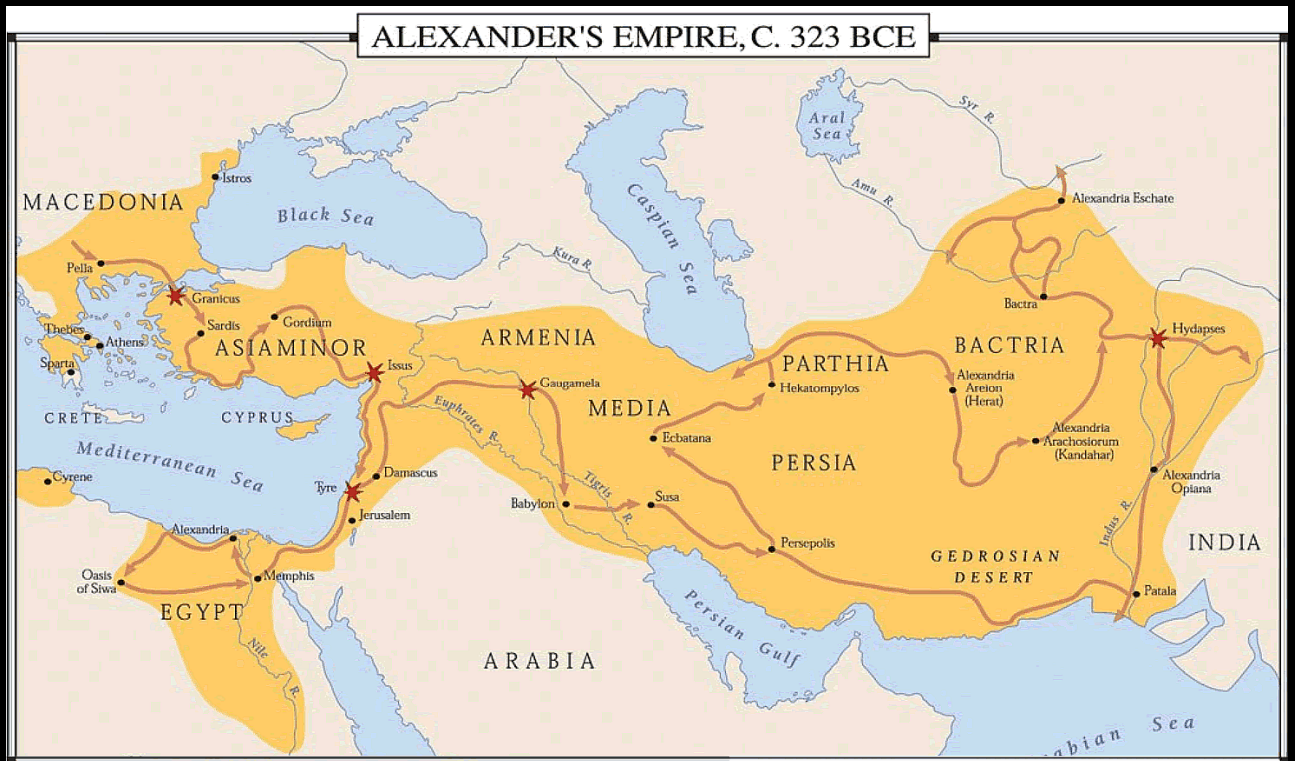 ALEXANDER'S EMPIRE, C. 323 BCE
Aral
Sea
Syr R.
Amu R.
Istros
MACEDONIA
Black Sea
Caspian Sea
Alexandria Eschate
Kura R.
Pella
Granicus
Bactra
Thebes
Athens
Sardis
Gordium
ASIAMINOR
ARMENIA
Hydapses
BACTRIA
Sparta
Issus
PARTHIA
Gaugamela
Hekatompylos
Alexandria
Areion
(Herat)
CRETE
CYPRUS
Euphrates R.
MEDIA
Ecbatana
Alexandria
Arachosiorum
(Kandahar)
Mediterranean Sea
PERSIA
Cyrene
Damascus
Tyre
Tigris R.
Alexandria
Opiana
Babylon
Susa
Jerusalem
Indus R.
Alexandria
Persepolis
INDIA
GEDROSIAN
DESERT
Oasis
of Siwa
Memphis
EGYPT
Patala
Persian Gulf
Nile R.
ARABIA
abian Sea